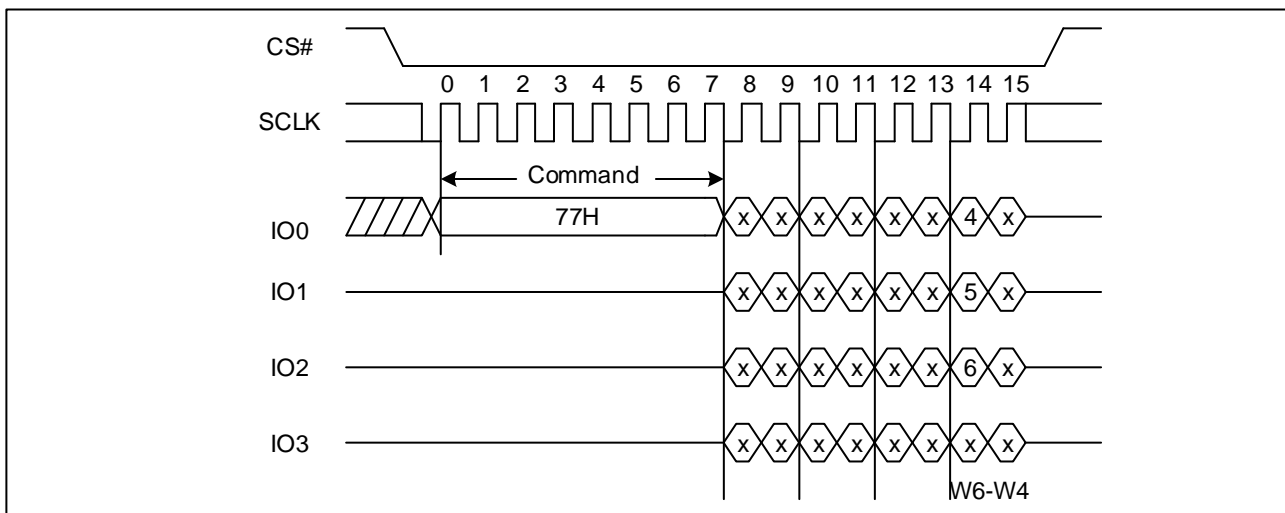 CS#
0 1 2 3 4 5 6 7 8 9 10 11 12 13 14 15
SCLK
Command
IO0 77H x x x x x x 4 x
IO1 x x x x x x 5 x
IO2 x x x x x x 6 x
IO3 x x x x x x x x
W6-W4